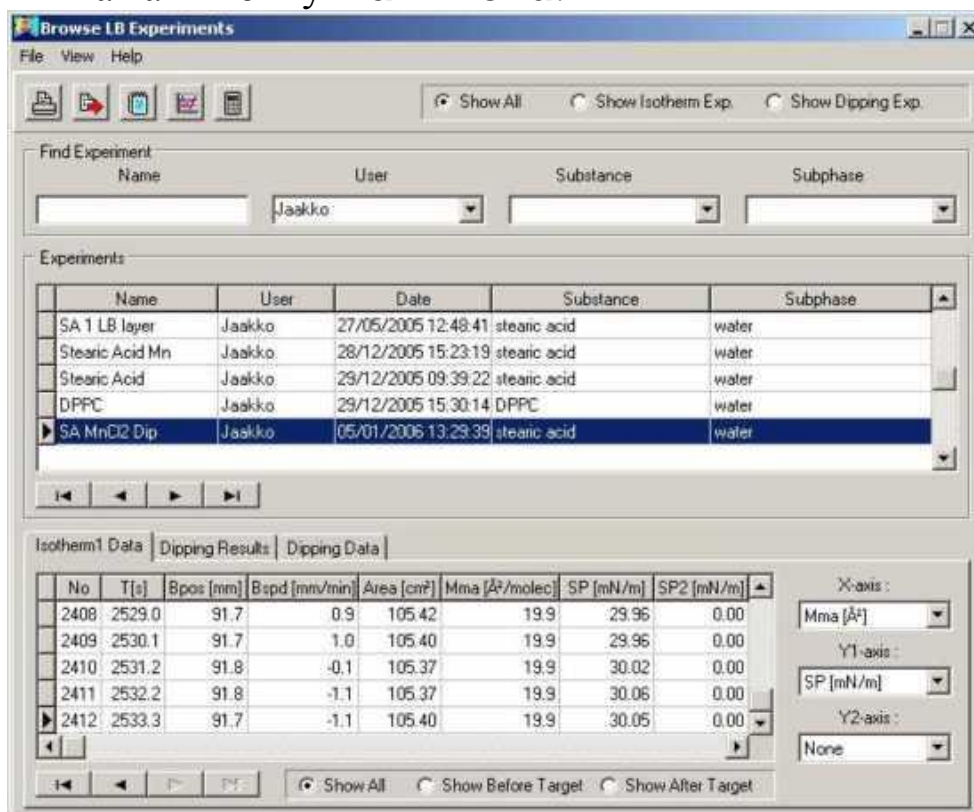 Browse LB Experiments
File View Help
Show All Show Isotherm Exp. Show Dipping Exp.
Find Experiment
Name User Substance Subphase
Jaakko
Experiments
Name User Date Substance Subphase
SA 1 LB layer Jaakko 27/05/2005 12:48:41 stearic acid water
Stearic Acid Mn Jaakko 28/12/2005 15:23:19 stearic acid water
Stearic Acid Jaakko 29/12/2005 09:39:22 stearic acid water
DPPC Jaakko 29/12/2005 15:30:14 DPPC water
SA MnCl2 Dip Jaakko 05/01/2006 13:29:39 stearic acid water
Isotherm1 Data Dipping Results Dipping Data
No T[s] Bpos [mm] Bspd [mm/min] Area [cm²] Mma [Å²/molec] SP [mN/m] SP2 [mN/m]
2408 2529.0 91.7 0.9 105.42 19.9 29.96 0.00
2409 2530.1 91.7 1.0 105.40 19.9 29.96 0.00
2410 2531.2 91.8 -0.1 105.37 19.9 30.02 0.00
2411 2532.2 91.8 -1.1 105.37 19.9 30.06 0.00
2412 2533.3 91.7 -1.1 105.40 19.9 30.05 0.00
X-axis :
Mma [Å²]
Y1-axis :
SP [mN/m]
Y2-axis :
None
Show All Show Before Target Show After Target